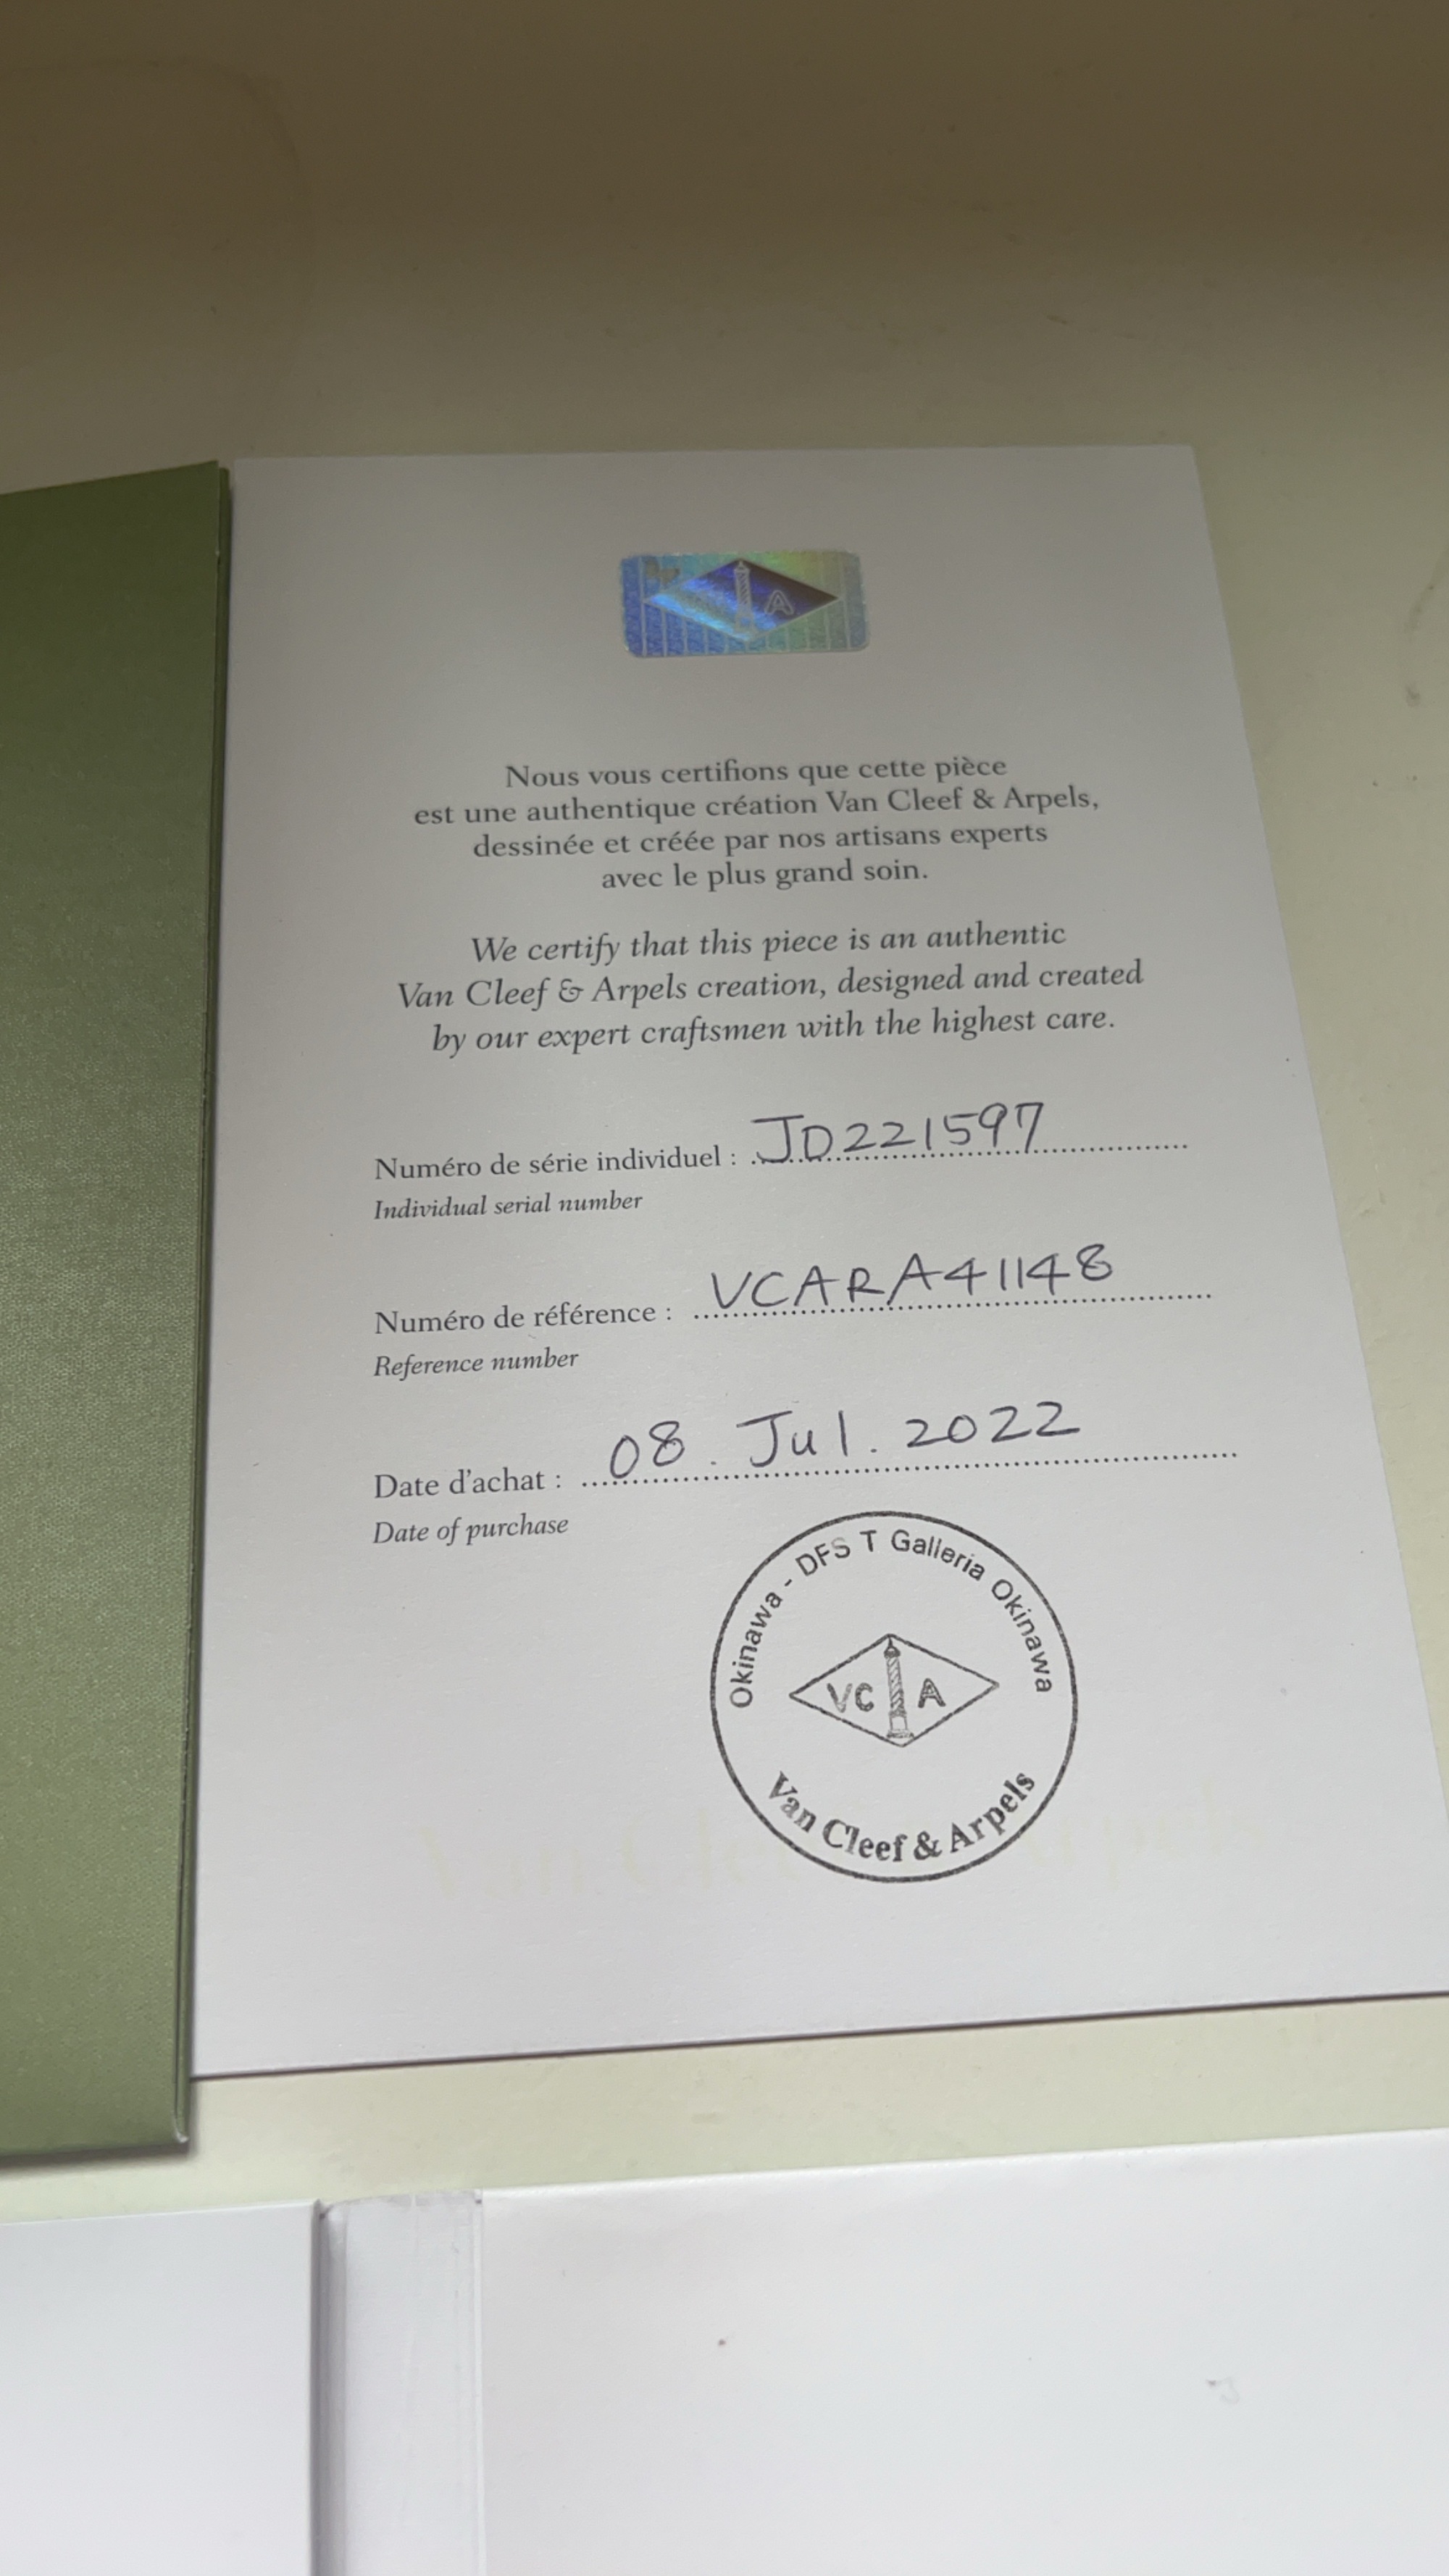 A
Nous vous certifions que cette pièce
est une authentique création Van Cleef & Arpels,
dessinée et créée par nos artisans experts
avec le plus grand soin.
We certify that this piece is an authentic
Van Cleef & Arpels creation, designed and created
by our expert craftsmen with the highest care.
Numéro de série individuel : JD221597
Individual serial number
Numéro de référence : VCARA41148
Reference number
Date d'achat : 08. Jul. 2022
Date of purchase
Okinawa - DFS T Galleria Okinawa
VC A
Van Cleef & Arpels